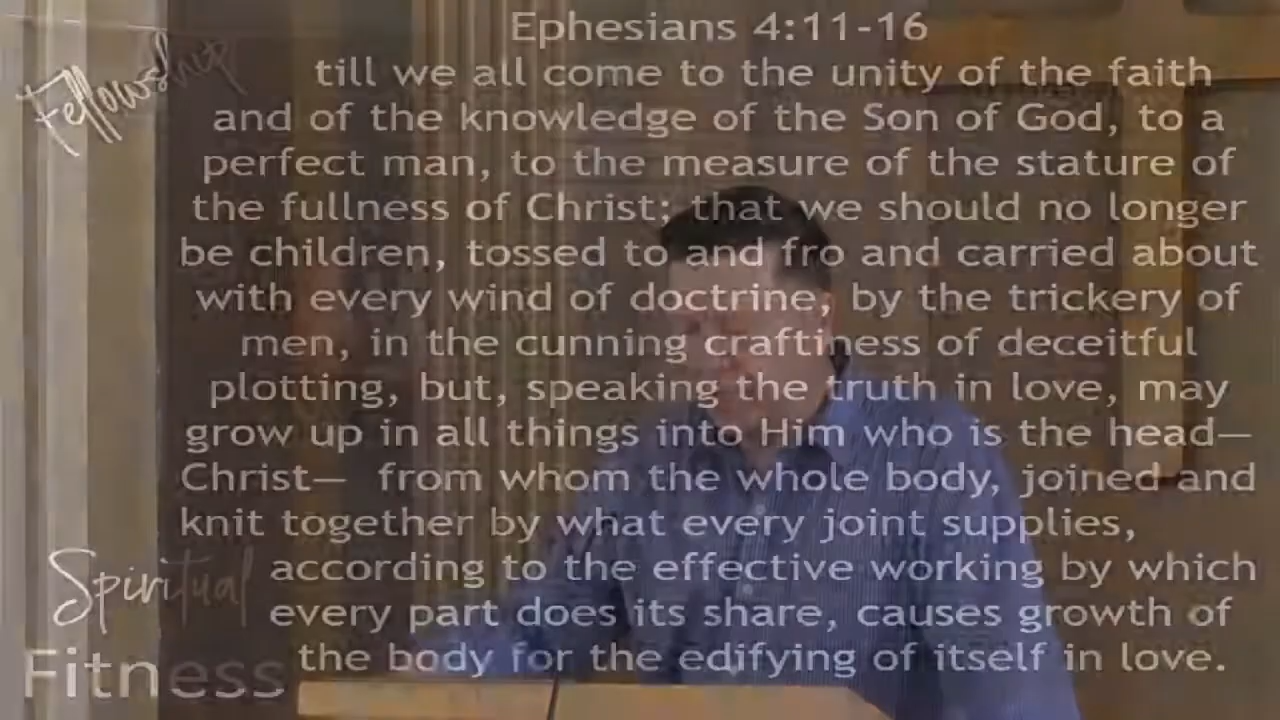 Ephesians 4:11-16
Fellowship
till we all come to the unity of the faith
and of the knowledge of the Son of God, to a
perfect man, to the measure of the stature of
the fullness of Christ; that we should no longer
be children, tossed to and fro and carried about
with every wind of doctrine, by the trickery of
men, in the cunning craftiness of deceitful
plotting, but, speaking the truth in love, may
grow up in all things into Him who is the head—
Christ— from whom the whole body, joined and
knit together by what every joint supplies,
according to the effective working by which
every part does its share, causes growth of
the body for the edifying of itself in love.
Spiritual
Fitness